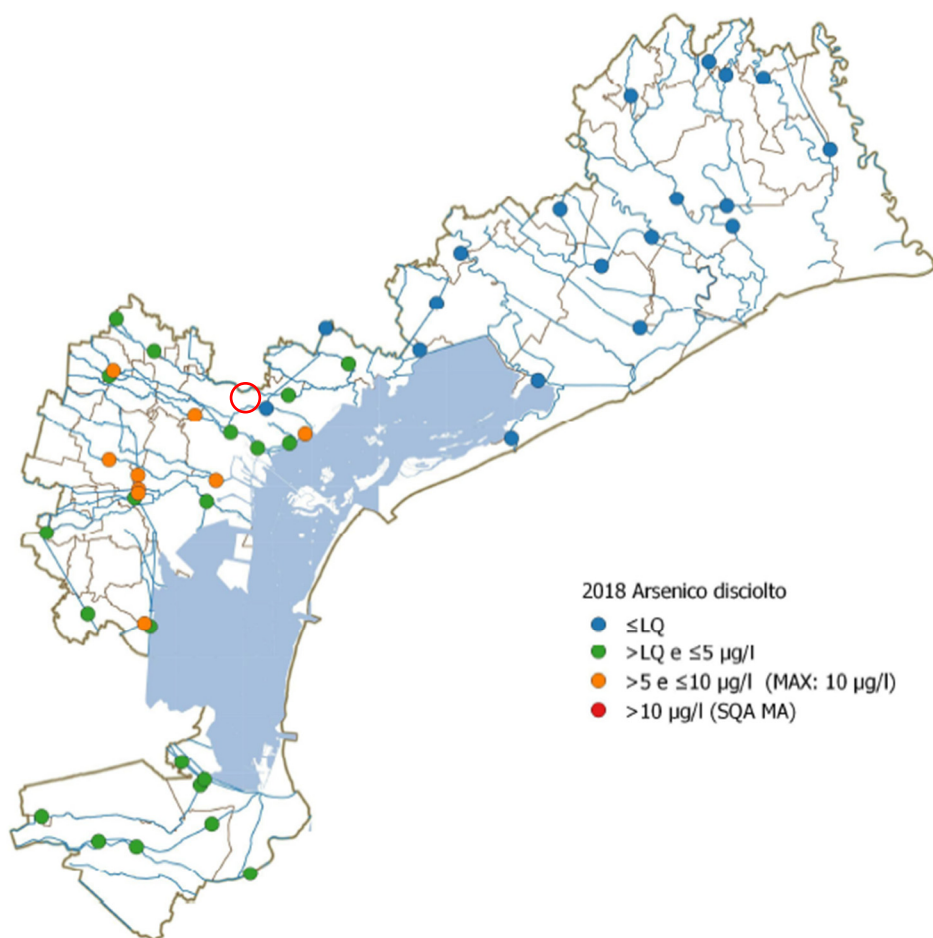 2018 Arsenico disciolto
≤LQ
>LQ e ≤5 µg/l
>5 e ≤10 µg/l (MAX: 10 µg/l)
>10 µg/l (SQA MA)